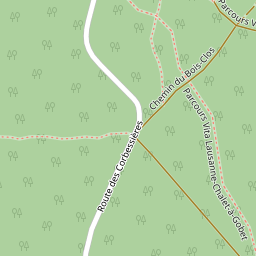 Parcours V
Chemin du Bois-Clos
Parcours Vita Lausanne-Chalet-à-Gobet
Route des Corbessières